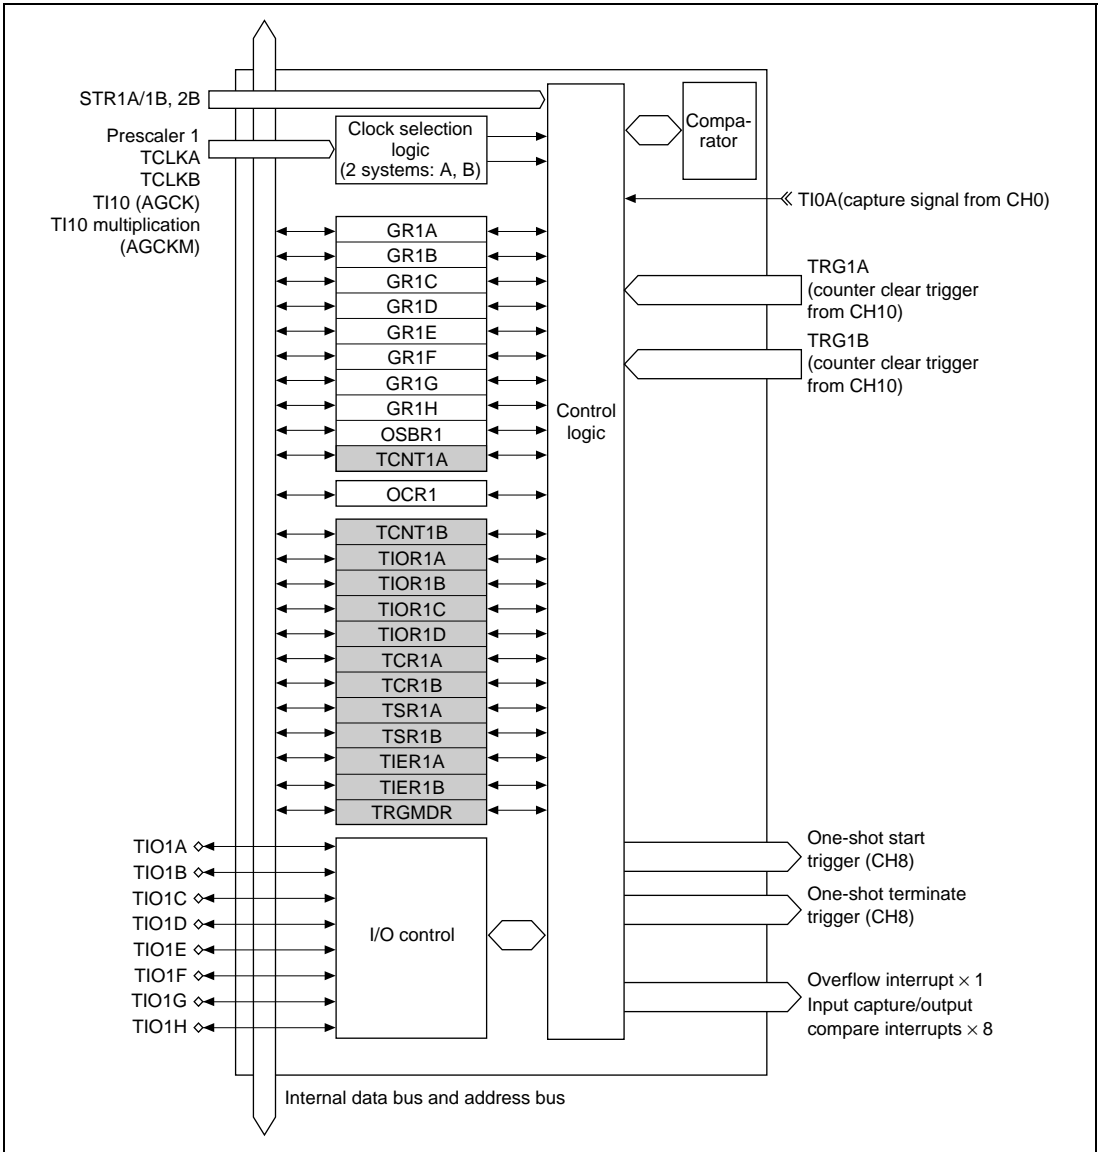 STR1A/1B, 2B
Prescaler 1
TCLKA
TCLKB
TI10 (AGCK)
TI10 multiplication
(AGCKM)
Clock selection
logic
(2 systems: A, B)
Compa-
rator
TI0A(capture signal from CH0)
TRG1A
(counter clear trigger
from CH10)
TRG1B
(counter clear trigger
from CH10)
GR1A
GR1B
GR1C
GR1D
GR1E
GR1F
GR1G
GR1H
OSBR1
TCNT1A
OCR1
TCNT1B
TIOR1A
TIOR1B
TIOR1C
TIOR1D
TCR1A
TCR1B
TSR1A
TSR1B
TIER1A
TIER1B
TRGMDR
Control
logic
TIO1A
TIO1B
TIO1C
TIO1D
TIO1E
TIO1F
TIO1G
TIO1H
I/O control
One-shot start
trigger (CH8)
One-shot terminate
trigger (CH8)
Overflow interrupt × 1
Input capture/output
compare interrupts × 8
Internal data bus and address bus